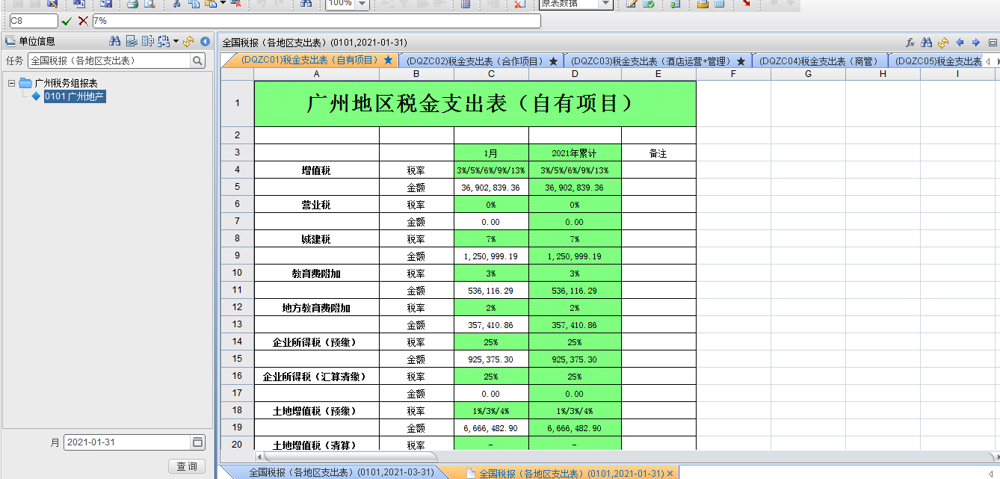 100%
原表数据
C8
7%
单位信息
任务 全国税报（各地区支出表）
广州税务组报表
0101 广州地产
月 2021-01-31
查 询
全国税报（各地区支出表）(0101,2021-01-31)
(DQZC01)税金支出表（自有项目） ★ (DQZC02)税金支出表（合作项目） ★ (DQZC03)税金支出表（酒店运营+管理） ★ (DQZC04)税金支出表（商管） (DQZC05)税金支出表
A B C D E F G H I
1 广州地区税金支出表（自有项目）
2
3 1月 2021年累计 备注
4 增值税 税率 3%/5%/6%/9%/13% 3%/5%/6%/9%/13%
5 金额 36,902,839.36 36,902,839.36
6 营业税 税率 0% 0%
7 金额 0.00 0.00
8 城建税 税率 7% 7%
9 金额 1,250,999.19 1,250,999.19
10 教育费附加 税率 3% 3%
11 金额 536,116.29 536,116.29
12 地方教育费附加 税率 2% 2%
13 金额 357,410.86 357,410.86
14 企业所得税（预缴） 税率 25% 25%
15 金额 925,375.30 925,375.30
16 企业所得税（汇算清缴） 税率 25% 25%
17 金额 0.00 0.00
18 土地增值税（预缴） 税率 1%/3%/4% 1%/3%/4%
19 金额 6,666,482.90 6,666,482.90
20 土地增值税（清算） 税率 - -
全国税报（各地区支出表）(0101,2021-03-31) 全国税报（各地区支出表）(0101,2021-01-31)